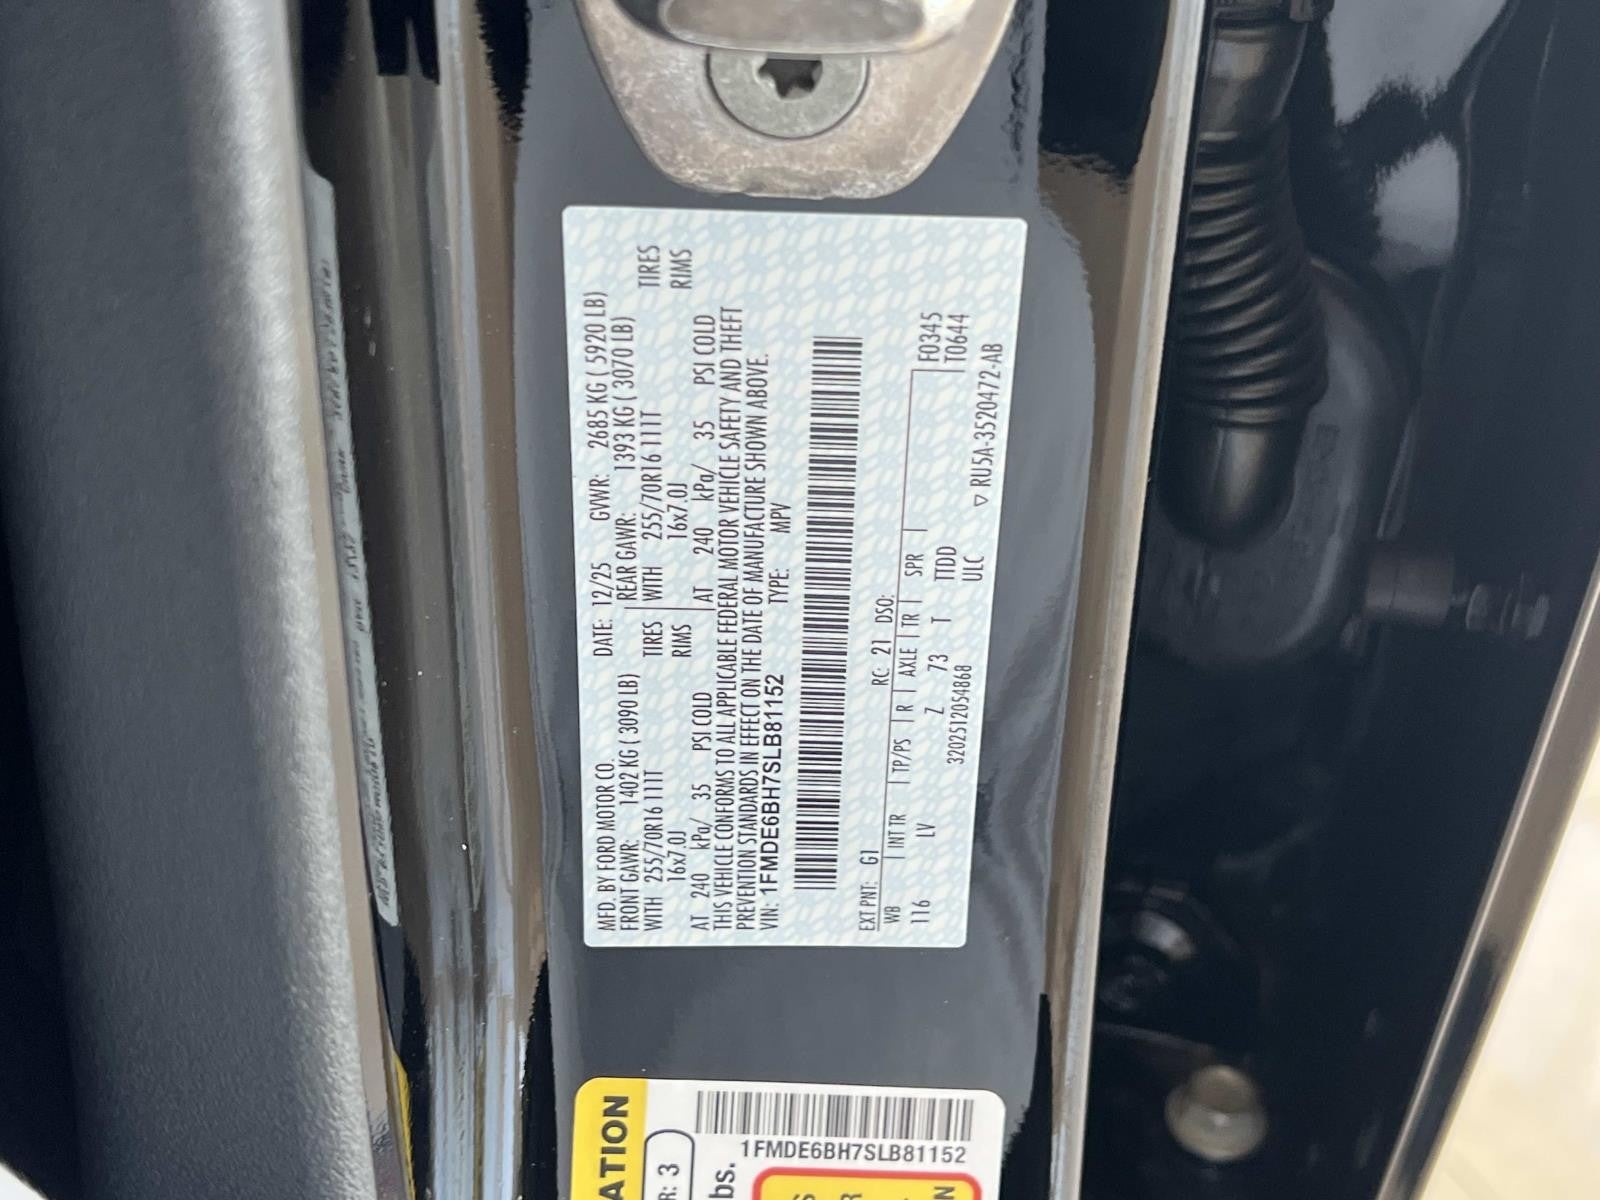 MFD. BY FORD MOTOR CO.
DATE: 12/25 GVWR: 2685 KG ( 5920 LB)
FRONT GAWR: 1402 KG ( 3090 LB) REAR GAWR: 1393 KG ( 3070 LB)
WITH 255/70R16 111T TIRES WITH 255/70R16 111T TIRES
16x7.0J RIMS 16x7.0J RIMS
AT 240 kPa/ 35 PSI COLD AT 240 kPa/ 35 PSI COLD
THIS VEHICLE CONFORMS TO ALL APPLICABLE FEDERAL MOTOR VEHICLE SAFETY AND THEFT
PREVENTION STANDARDS IN EFFECT ON THE DATE OF MANUFACTURE SHOWN ABOVE.
VIN: 1FMDE6BH7SLB81152 TYPE: MPV
EXT PNT: G1 RC: 21 DSO:
WB INT TR TP/PS R AXLE TR SPR F0345
116 LV Z 73 T TTDD T0644
3202512054868 ULC
▽ RU5A-3520472-AB
ATION
R: 3
bs.
1FMDE6BH7SLB81152
S
R
N